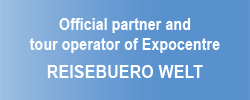 Official partner and
tour operator of Expocentre
REISEBUERO WELT